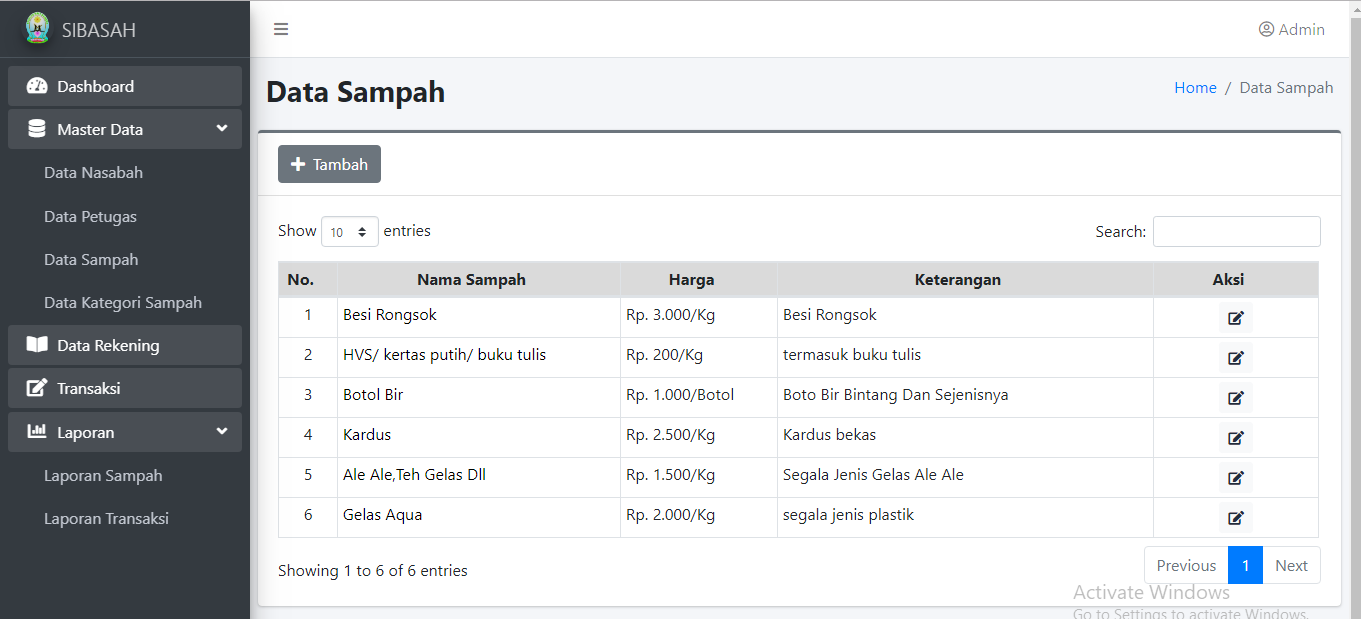 SIBASAH
Admin
Dashboard
Master Data
Data Nasabah
Data Petugas
Data Sampah
Data Kategori Sampah
Data Rekening
Transaksi
Laporan
Laporan Sampah
Laporan Transaksi
Data Sampah
Home / Data Sampah
Tambah
Show 10 entries
Search:
No. Nama Sampah Harga Keterangan Aksi
1 Besi Rongsok Rp. 3.000/Kg Besi Rongsok
2 HVS/ kertas putih/ buku tulis Rp. 200/Kg termasuk buku tulis
3 Botol Bir Rp. 1.000/Botol Boto Bir Bintang Dan Sejenisnya
4 Kardus Rp. 2.500/Kg Kardus bekas
5 Ale Ale,Teh Gelas Dll Rp. 1.500/Kg Segala Jenis Gelas Ale Ale
6 Gelas Aqua Rp. 2.000/Kg segala jenis plastik
Showing 1 to 6 of 6 entries
Previous 1 Next
Activate Windows
Go to Settings to activate Windows.